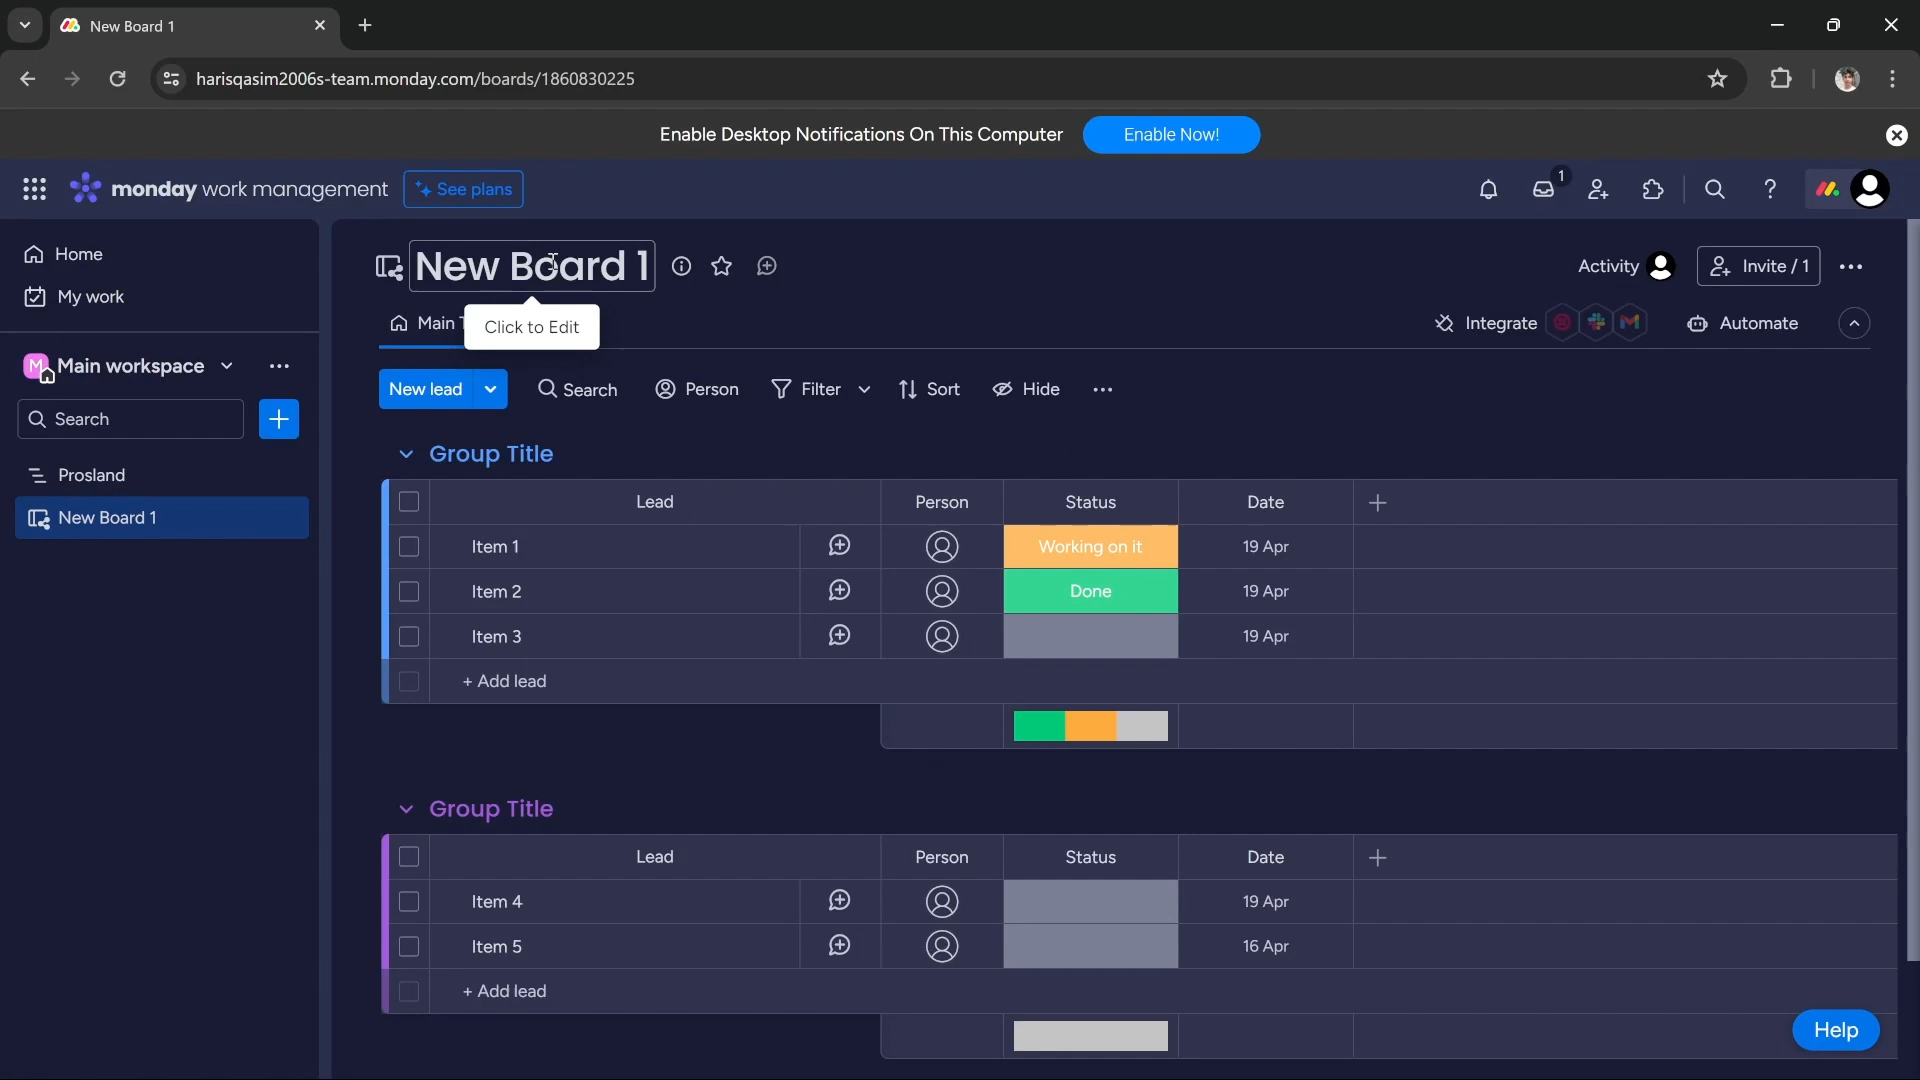 New Board 1
harisqasim2006s-team.monday.com/boards/1860830225
Enable Desktop Notifications On This Computer Enable Now!
monday work management See plans 1
Home
My work
M Main workspace
Search
Prosland
New Board 1
New Board 1
Activity Invite / 1
Main T
Click to Edit
Integrate Automate
New lead Search Person Filter Sort Hide
Group Title
Lead Person Status Date
Item 1 Working on it 19 Apr
Item 2 Done 19 Apr
Item 3 19 Apr
+ Add lead
Group Title
Lead Person Status Date
Item 4 19 Apr
Item 5 16 Apr
+ Add lead
Help